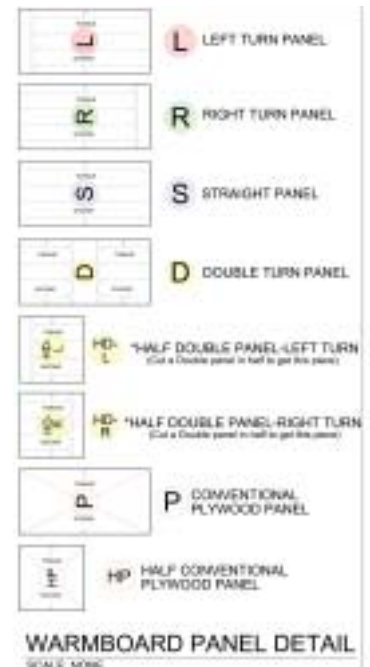 L L LEFT TURN PANEL
R R RIGHT TURN PANEL
S S STRAIGHT PANEL
D D DOUBLE TURN PANEL
HD-L *HALF DOUBLE PANEL-LEFT TURN
(Cut a Double panel in half to get this piece)
HD-R *HALF DOUBLE PANEL-RIGHT TURN
(Cut a Double panel in half to get this piece)
P P CONVENTIONAL
PLYWOOD PANEL
HP HP HALF CONVENTIONAL
PLYWOOD PANEL
WARMBOARD PANEL DETAIL
SCALE: NONE